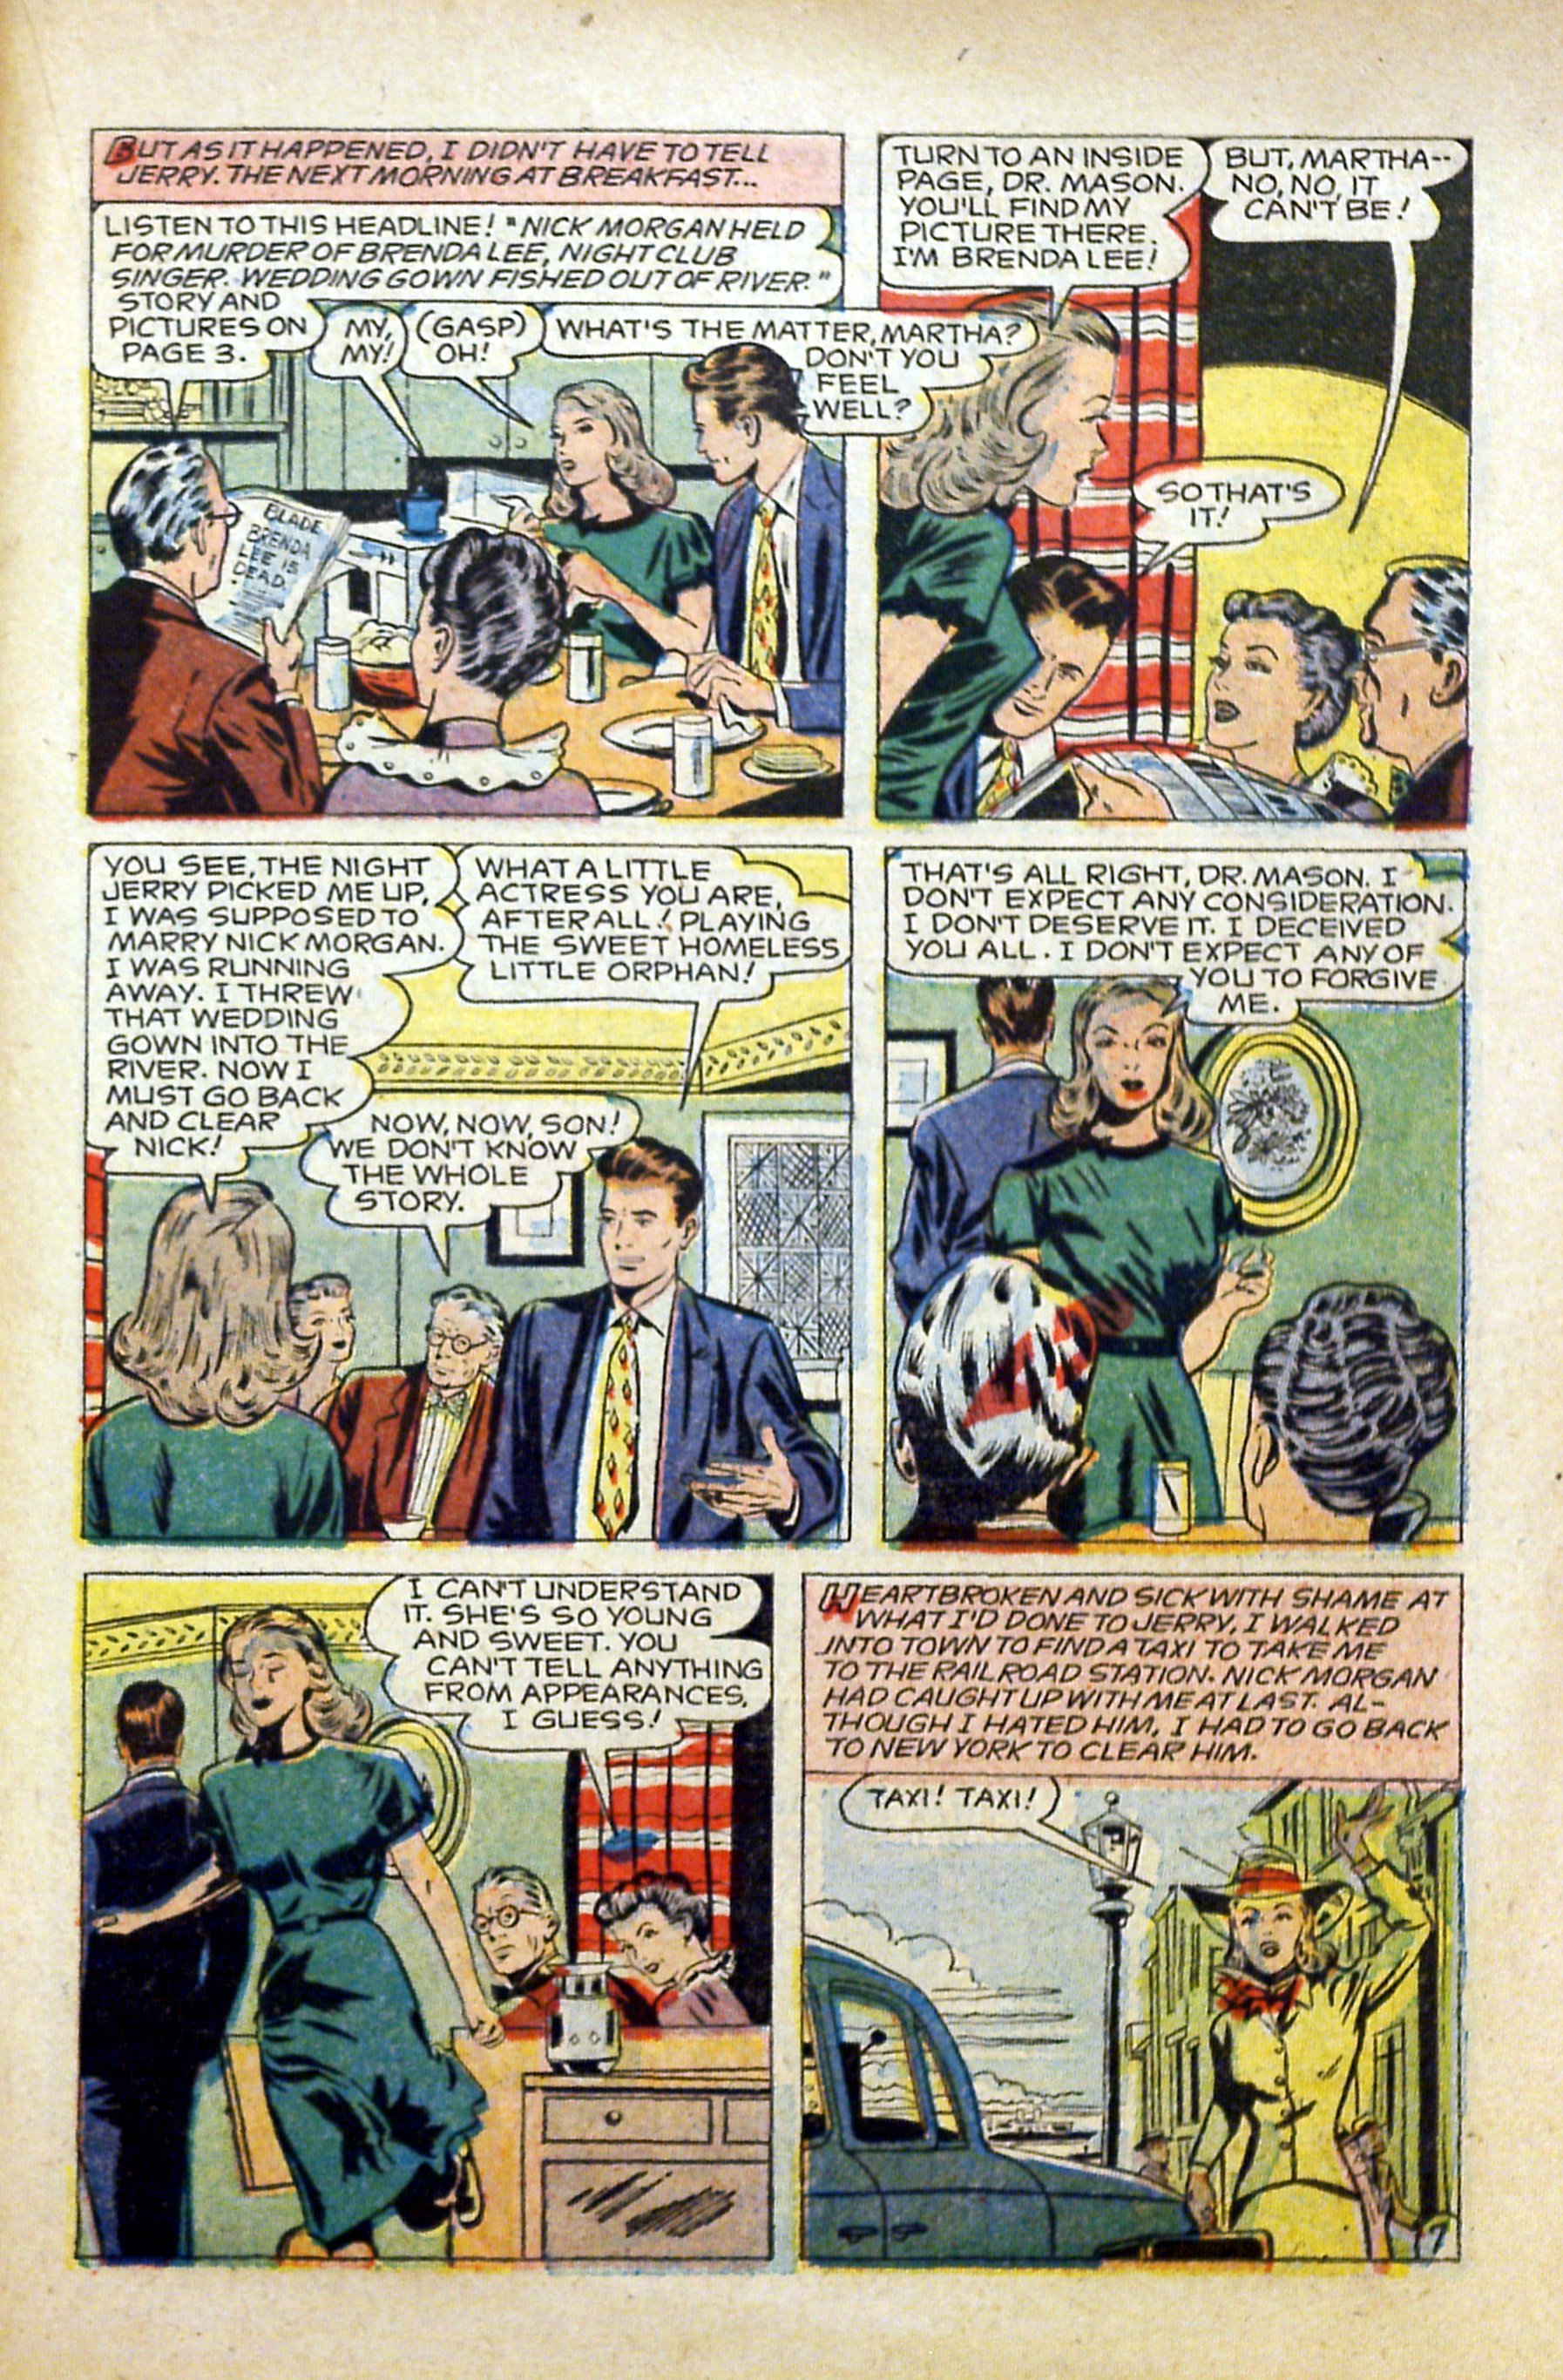 BUT AS IT HAPPENED, I DIDN'T HAVE TO TELL
JERRY. THE NEXT MORNING AT BREAKFAST...
LISTEN TO THIS HEADLINE! "NICK MORGAN HELD
FOR MURDER OF BRENDA LEE, NIGHT CLUB
SINGER. WEDDING GOWN FISHED OUT OF RIVER."
STORY AND
PICTURES ON
PAGE 3.
MY,
MY!
(GASP)
OH!
WHAT'S THE MATTER, MARTHA?
DON'T YOU
FEEL
WELL?
BLADE
BRENDA
LEE IS
DEAD
TURN TO AN INSIDE
PAGE, DR. MASON.
YOU'LL FIND MY
PICTURE THERE.
I'M BRENDA LEE!
BUT, MARTHA--
NO, NO, IT
CAN'T BE!
SO THAT'S
IT!
YOU SEE, THE NIGHT
JERRY PICKED ME UP,
I WAS SUPPOSED TO
MARRY NICK MORGAN.
I WAS RUNNING
AWAY. I THREW
THAT WEDDING
GOWN INTO THE
RIVER. NOW I
MUST GO BACK
AND CLEAR
NICK!
WHAT A LITTLE
ACTRESS YOU ARE,
AFTER ALL! PLAYING
THE SWEET HOMELESS
LITTLE ORPHAN!
NOW, NOW, SON!
WE DON'T KNOW
THE WHOLE
STORY.
THAT'S ALL RIGHT, DR. MASON. I
DON'T EXPECT ANY CONSIDERATION.
I DON'T DESERVE IT. I DECEIVED
YOU ALL. I DON'T EXPECT ANY OF
YOU TO FORGIVE
ME.
I CAN'T UNDERSTAND
IT. SHE'S SO YOUNG
AND SWEET. YOU
CAN'T TELL ANYTHING
FROM APPEARANCES,
I GUESS!
HEARTBROKEN AND SICK WITH SHAME AT
WHAT I'D DONE TO JERRY, I WALKED
INTO TOWN TO FIND A TAXI TO TAKE ME
TO THE RAILROAD STATION. NICK MORGAN
HAD CAUGHT UP WITH ME AT LAST. AL-
THOUGH I HATED HIM, I HAD TO GO BACK
TO NEW YORK TO CLEAR HIM.
TAXI! TAXI!
7